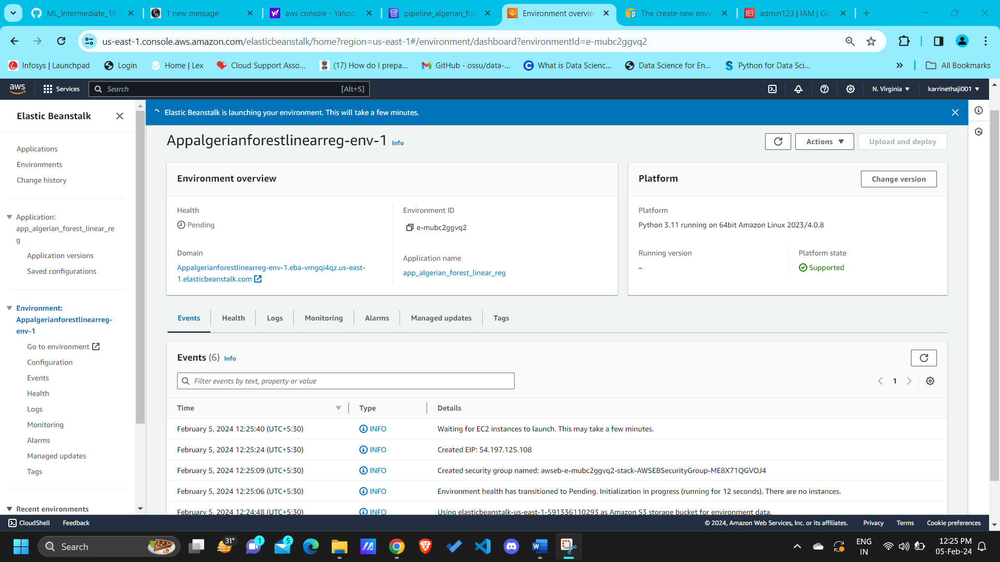 ML_Intermediate_16_
1 new message
aws console - Yahoo
pipeline_algerian_for
Environment overvie
The create new envir
admin123 | IAM | Glo
us-east-1.console.aws.amazon.com/elasticbeanstalk/home?region=us-east-1#/environment/dashboard?environmentId=e-mubc2ggvq2
Infosys | Launchpad
Login
Home | Lex
Cloud Support Asso...
(17) How do I prepa...
GitHub - ossu/data-...
What is Data Scienc...
Data Science for En...
Python for Data Sci...
All Bookmarks
aws
Services
Search
[Alt+S]
N. Virginia
karrinethaji001
Elastic Beanstalk
Applications
Environments
Change history
Application:
app_algerian_forest_linear_re
g
Application versions
Saved configurations
Environment:
Appalgerianforestlinearreg-
env-1
Go to environment
Configuration
Events
Health
Logs
Monitoring
Alarms
Managed updates
Tags
Recent environments
Elastic Beanstalk is launching your environment. This will take a few minutes.
Appalgerianforestlinearreg-env-1 Info
Actions
Upload and deploy
Environment overview
Health
Pending
Environment ID
e-mubc2ggvq2
Domain
Appalgerianforestlinearreg-env-1.eba-vmgqi4qz.us-east-
1.elasticbeanstalk.com
Application name
app_algerian_forest_linear_reg
Platform
Change version
Platform
Python 3.11 running on 64bit Amazon Linux 2023/4.0.8
Running version
–
Platform state
Supported
Events
Health
Logs
Monitoring
Alarms
Managed updates
Tags
Events (6) Info
Filter events by text, property or value
1
Time
Type
Details
February 5, 2024 12:25:40 (UTC+5:30) INFO Waiting for EC2 instances to launch. This may take a few minutes.
February 5, 2024 12:25:24 (UTC+5:30) INFO Created EIP: 54.197.125.108
February 5, 2024 12:25:09 (UTC+5:30) INFO Created security group named: awseb-e-mubc2ggvq2-stack-AWSEBSecurityGroup-ME8X71QGVOJ4
February 5, 2024 12:25:06 (UTC+5:30) INFO Environment health has transitioned to Pending. Initialization in progress (running for 12 seconds). There are no instances.
February 5, 2024 12:24:48 (UTC+5:30) INFO Using elasticbeanstalk-us-east-1-591336110293 as Amazon S3 storage bucket for environment data.
CloudShell
Feedback
© 2024, Amazon Web Services, Inc. or its affiliates.
Privacy
Terms
Cookie preferences
Search
31°
1
5
ENG
IN
12:25 PM
05-Feb-24